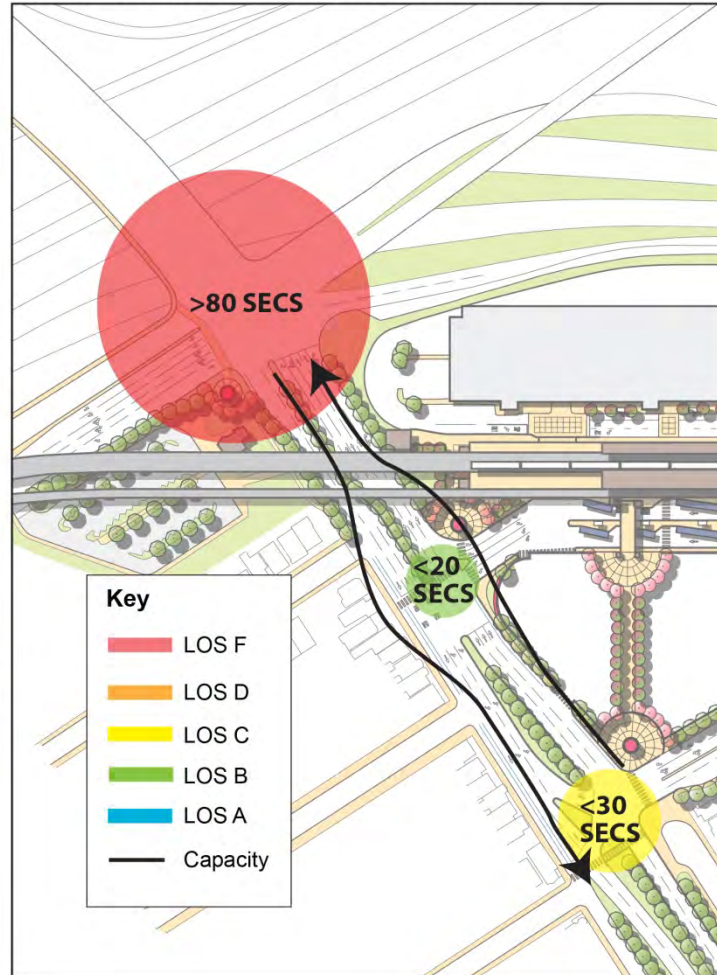 >80 SECS
<20
SECS
<30
SECS
Key
LOS F
LOS D
LOS C
LOS B
LOS A
Capacity